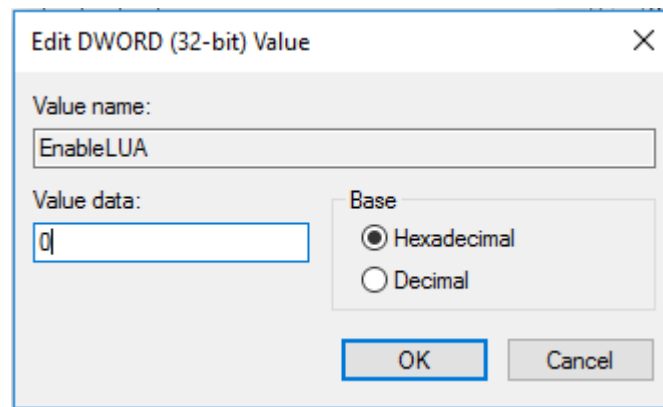 Edit DWORD (32-bit) Value
Value name:
EnableLUA
Value data:
0
Base
Hexadecimal
Decimal
OK
Cancel